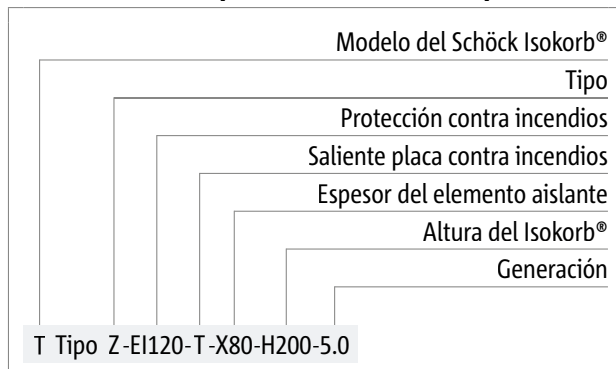 Modelo del Schöck Isokorb®
Tipo
Protección contra incendios
Saliente placa contra incendios
Espesor del elemento aislante
Altura del Isokorb®
Generación
T Tipo Z-EI120-T-X80-H200-5.0